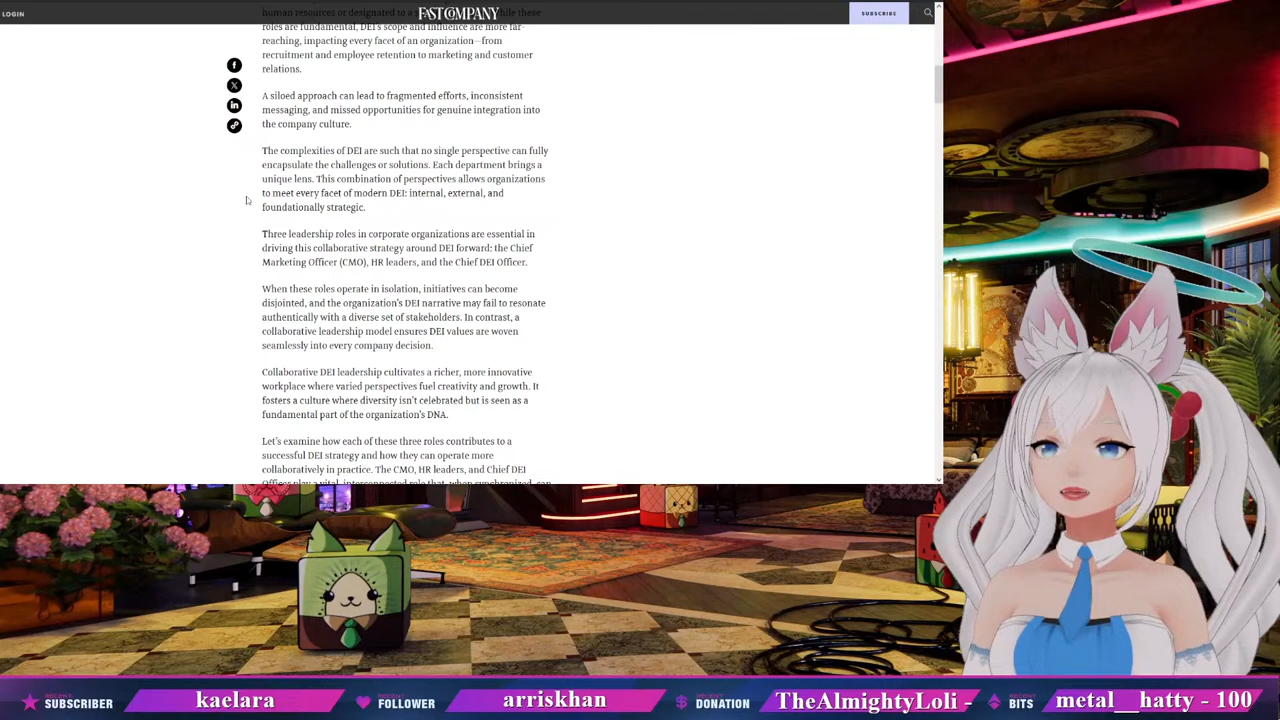 LOGIN
FAST COMPANY
SUBSCRIBE
human resources or designated to a
While these
roles are fundamental, DEI's scope and influence are more far-
reaching, impacting every facet of an organization—from
recruitment and employee retention to marketing and customer
relations.
A siloed approach can lead to fragmented efforts, inconsistent
messaging, and missed opportunities for genuine integration into
the company culture.
The complexities of DEI are such that no single perspective can fully
encapsulate the challenges or solutions. Each department brings a
unique lens. This combination of perspectives allows organizations
to meet every facet of modern DEI: internal, external, and
foundationally strategic.
Three leadership roles in corporate organizations are essential in
driving this collaborative strategy around DEI forward: the Chief
Marketing Officer (CMO), HR leaders, and the Chief DEI Officer.
When these roles operate in isolation, initiatives can become
disjointed, and the organization's DEI narrative may fail to resonate
authentically with a diverse set of stakeholders. In contrast, a
collaborative leadership model ensures DEI values are woven
seamlessly into every company decision.
Collaborative DEI leadership cultivates a richer, more innovative
workplace where varied perspectives fuel creativity and growth. It
fosters a culture where diversity isn't celebrated but is seen as a
fundamental part of the organization's DNA.
Let's examine how each of these three roles contributes to a
successful DEI strategy and how they can operate more
collaboratively in practice. The CMO, HR leaders, and Chief DEI
Officer play a vital, interconnected role that, when synchronized, can
RECENT SUBSCRIBER kaelara RECENT FOLLOWER arriskhan RECENT DONATION TheAlmightyLoli - RECENT BITS metal__hatty - 100